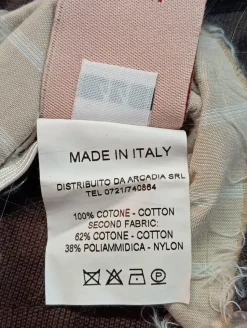 MADE IN ITALY
DISTRIBUITO DA ARCADIA SRL
TEL 0721/740864
100% COTONE - COTTON
SECOND FABRIC:
62% COTONE - COTTON
38% POLIAMMIDICA - NYLON
P